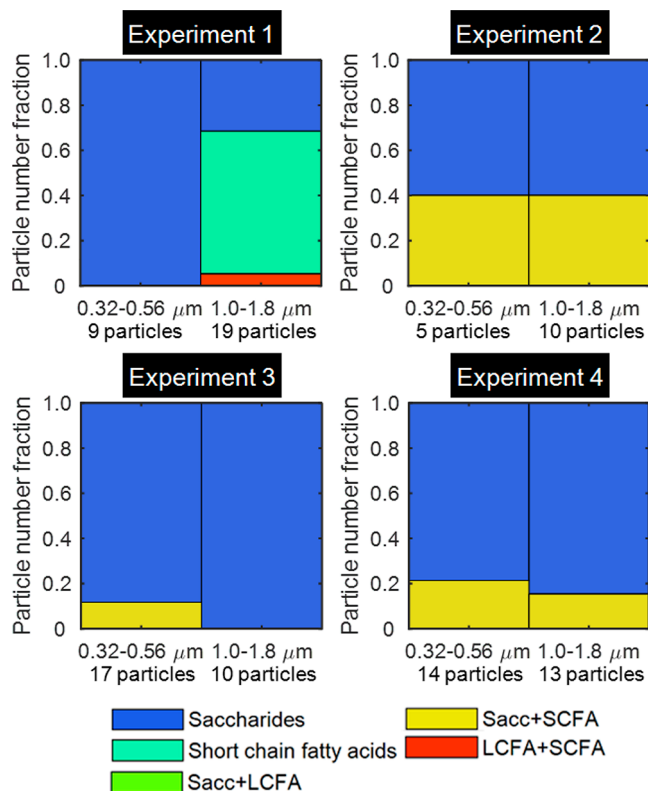 Experiment 1
Particle number fraction
1.0
0.8
0.6
0.4
0.2
0
0.32-0.56 μm 1.0-1.8 μm
9 particles 19 particles
Experiment 2
Particle number fraction
1.0
0.8
0.6
0.4
0.2
0
0.32-0.56 μm 1.0-1.8 μm
5 particles 10 particles
Experiment 3
Particle number fraction
1.0
0.8
0.6
0.4
0.2
0
0.32-0.56 μm 1.0-1.8 μm
17 particles 10 particles
Experiment 4
Particle number fraction
1.0
0.8
0.6
0.4
0.2
0
0.32-0.56 μm 1.0-1.8 μm
14 particles 13 particles
Saccharides
Short chain fatty acids
Sacc+LCFA
Sacc+SCFA
LCFA+SCFA